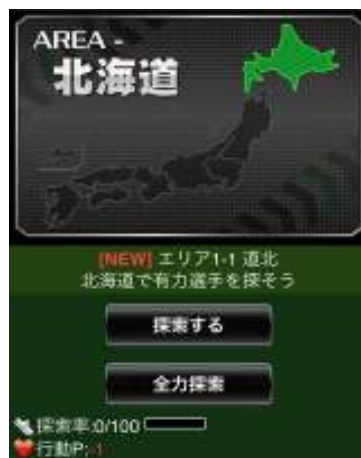 AREA -
北海道
[NEW] エリア1-1 道北
北海道で有力選手を探そう
探索する
全力探索
探索率:0/100
行動P:-1